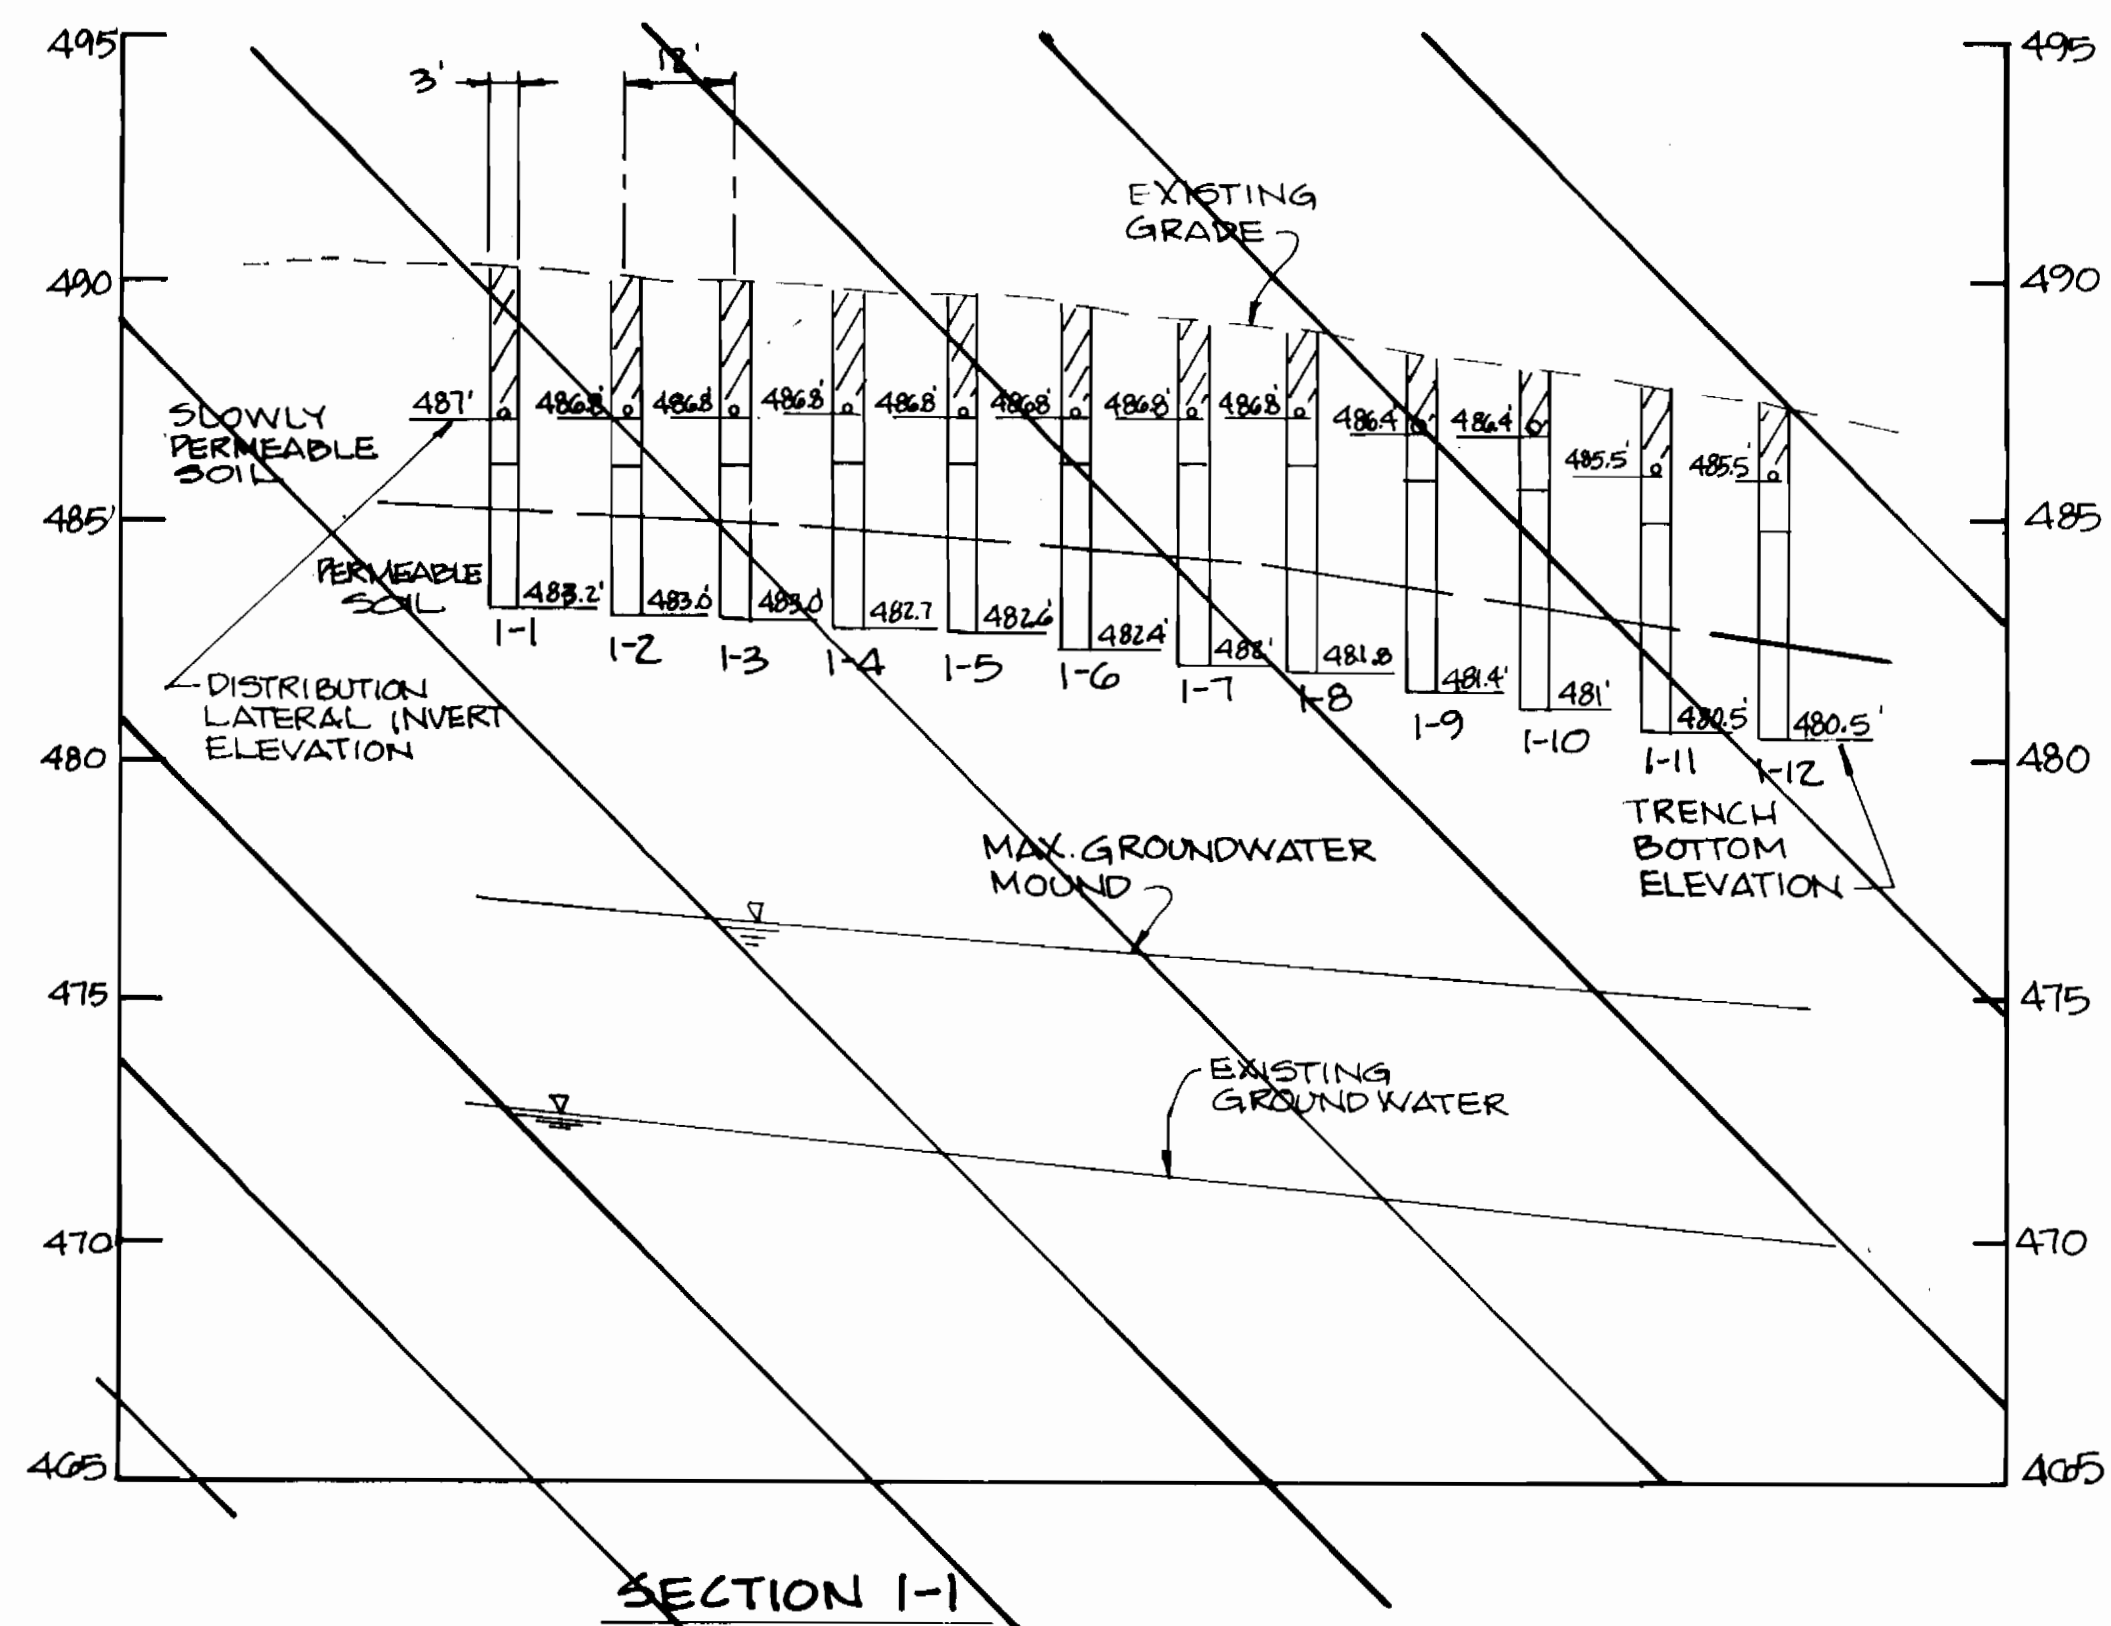 495
495
3'
12'
EXISTING
GRADE
490
490
487'
486.8'
486.8'
486.8'
486.8'
486.8'
486.8'
486.8'
486.4'
486.4'
485.5'
485.5'
SLOWLY
PERMEABLE
SOIL
485'
485
PERMEABLE
SOIL
483.2'
483.0'
483.0'
482.7
482.6'
482.4'
482'
481.8
481.4'
481'
480.5'
480.5'
1-1
1-2
1-3
1-4
1-5
1-6
1-7
1-8
1-9
1-10
1-11
1-12
DISTRIBUTION
LATERAL INVERT
ELEVATION
480
480
TRENCH
BOTTOM
ELEVATION
MAX. GROUNDWATER
MOUND
475
475
EXISTING
GROUNDWATER
470
470
465
465
SECTION 1-1